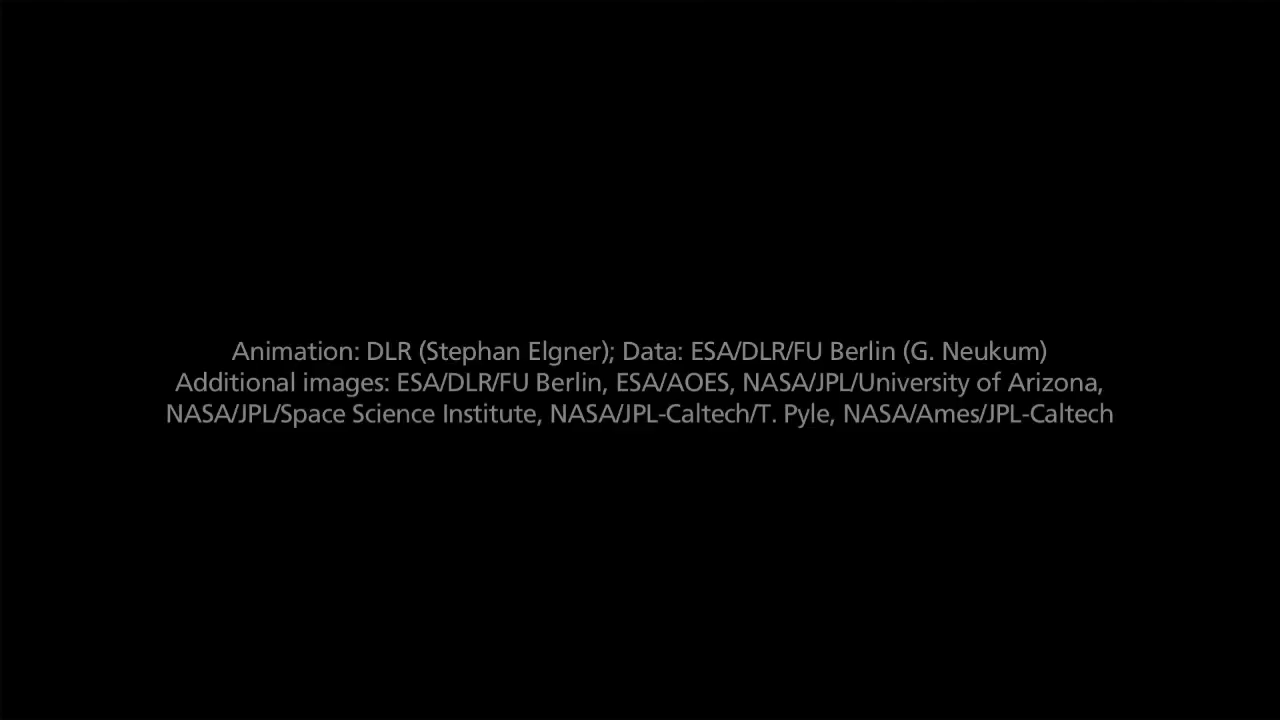 Animation: DLR (Stephan Elgner); Data: ESA/DLR/FU Berlin (G. Neukum)
Additional images: ESA/DLR/FU Berlin, ESA/AOES, NASA/JPL/University of Arizona,
NASA/JPL/Space Science Institute, NASA/JPL-Caltech/T. Pyle, NASA/Ames/JPL-Caltech